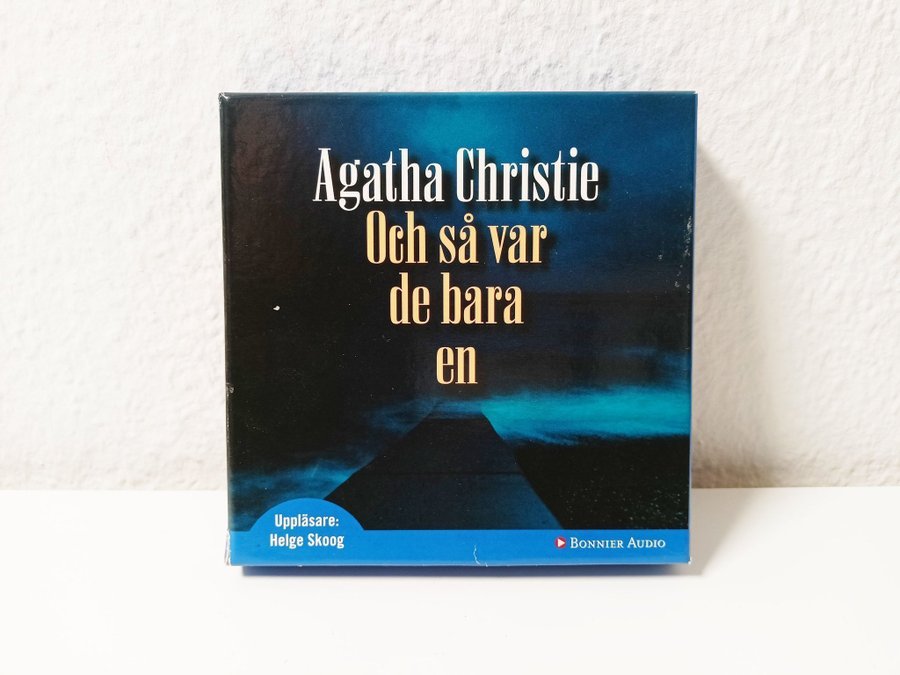 Agatha Christie
Och så var
de bara
en
Uppläsare:
Helge Skoog
Bonnier Audio